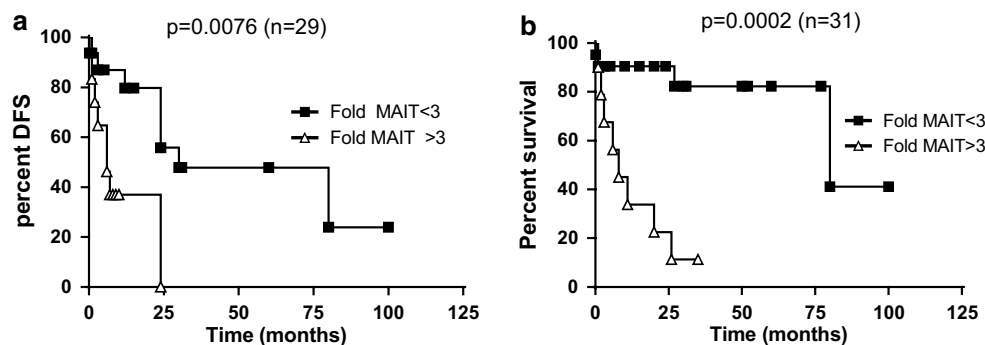 a
p=0.0076 (n=29)
percent DFS
100
80
60
40
20
0
Fold MAIT<3
Fold MAIT >3
0 25 50 75 100 125
Time (months)
b
p=0.0002 (n=31)
Percent survival
100
80
60
40
20
0
Fold MAIT<3
Fold MAIT>3
0 25 50 75 100 125
Time (months)